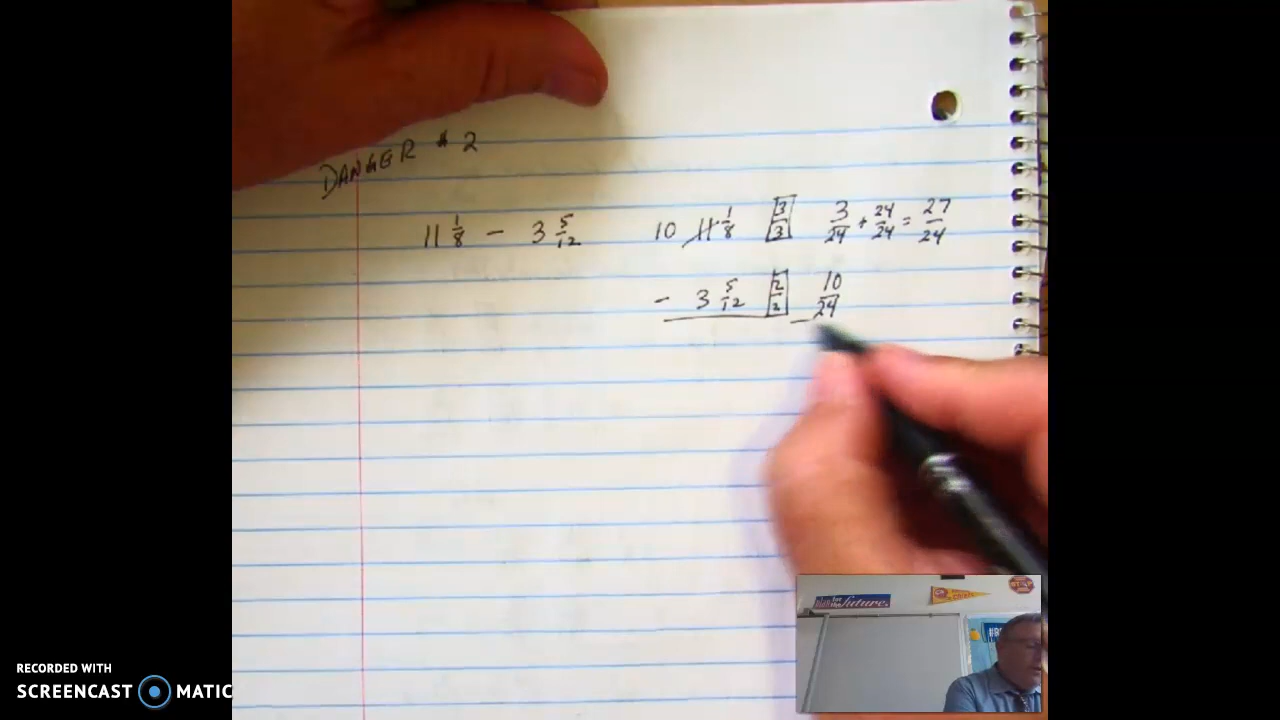 DANGER # 2
11 1/8 - 3 5/12
10 11 1/8 3/3 3/24 + 24/24 = 27/24
- 3 5/12 2/2 10/24
future.
RECORDED WITH
SCREENCAST MATIC